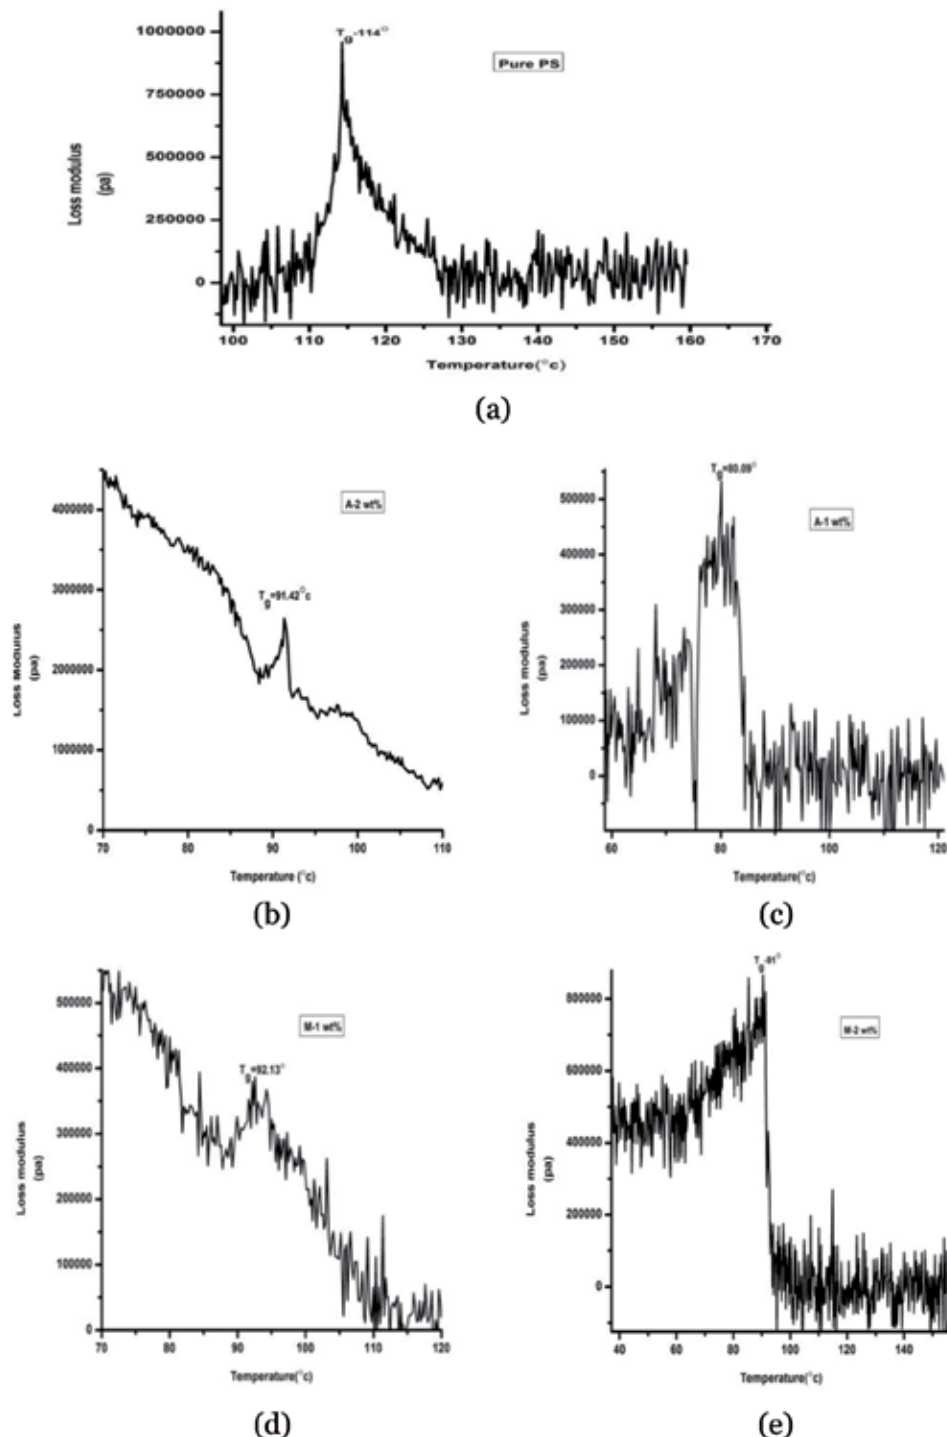 Tg-114°
Pure PS
1000000
750000
500000
250000
0
Loss modulus
(pa)
100 110 120 130 140 150 160 170
Temperature(°c)
(a)
A-2 wt%
Tg=91.42°c
4000000
3000000
2000000
1000000
0
Loss Modulus
(pa)
70 80 90 100 110
Temperature (°c)
(b)
Tg=80.09°
A-1 wt%
500000
400000
300000
200000
100000
0
Loss modulus
(pa)
60 80 100 120
Temperature(°c)
(c)
M-1 wt%
Tg=92.13°
500000
400000
300000
200000
100000
0
Loss modulus
(pa)
70 80 90 100 110 120
Temperature(°c)
(d)
M-2 wt%
800000
600000
400000
200000
0
Loss modulus
(pa)
40 60 80 100 120 140
Temperature(°c)
(e)